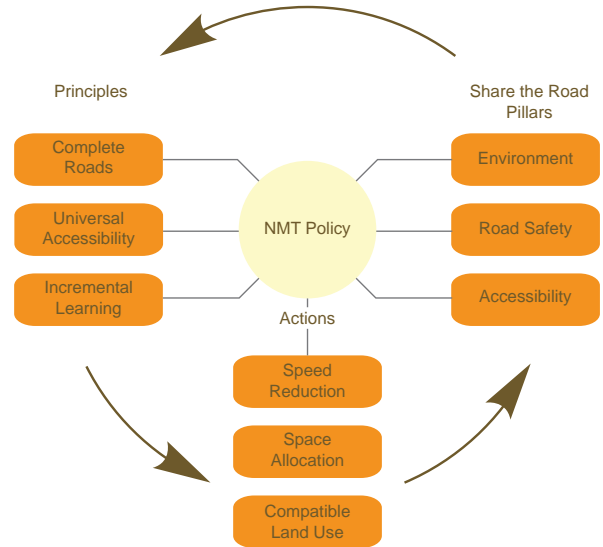 Principles
Complete
Roads
Universal
Accessibility
Incremental
Learning
NMT Policy
Share the Road
Pillars
Environment
Road Safety
Accessibility
Actions
Speed
Reduction
Space
Allocation
Compatible
Land Use